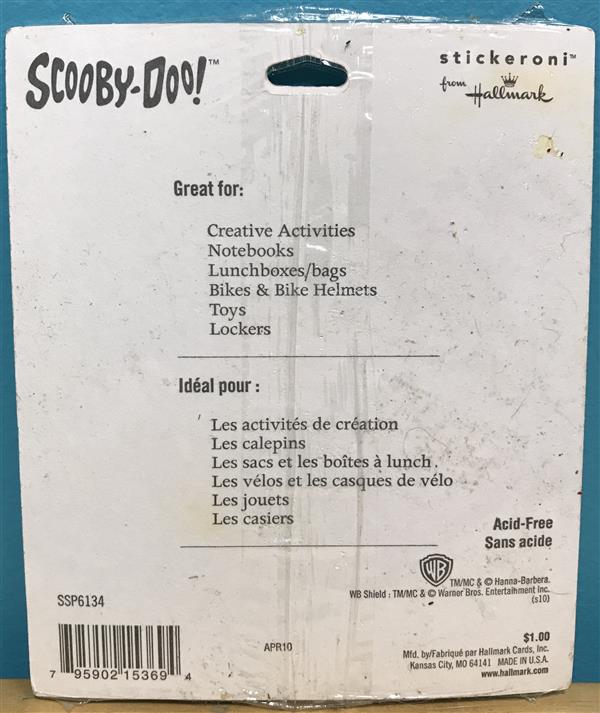 SCOOBY-DOO!™
stickeroni™
from Hallmark
Great for:
Creative Activities
Notebooks
Lunchboxes/bags
Bikes & Bike Helmets
Toys
Lockers
Idéal pour :
Les activités de création
Les calepins
Les sacs et les boîtes à lunch.
Les vélos et les casques de vélo
Les jouets
Les casiers
Acid-Free
Sans acide
WB
TM/MC & © Hanna-Barbera.
WB Shield : TM/MC & © Warner Bros. Entertainment Inc.
(s10)
SSP6134
$1.00
APR10
Mfd. by/Fabriqué par Hallmark Cards, Inc.
Kansas City, MO 64141 MADE IN U.S.A.
www.hallmark.com
7 95902 15369 4